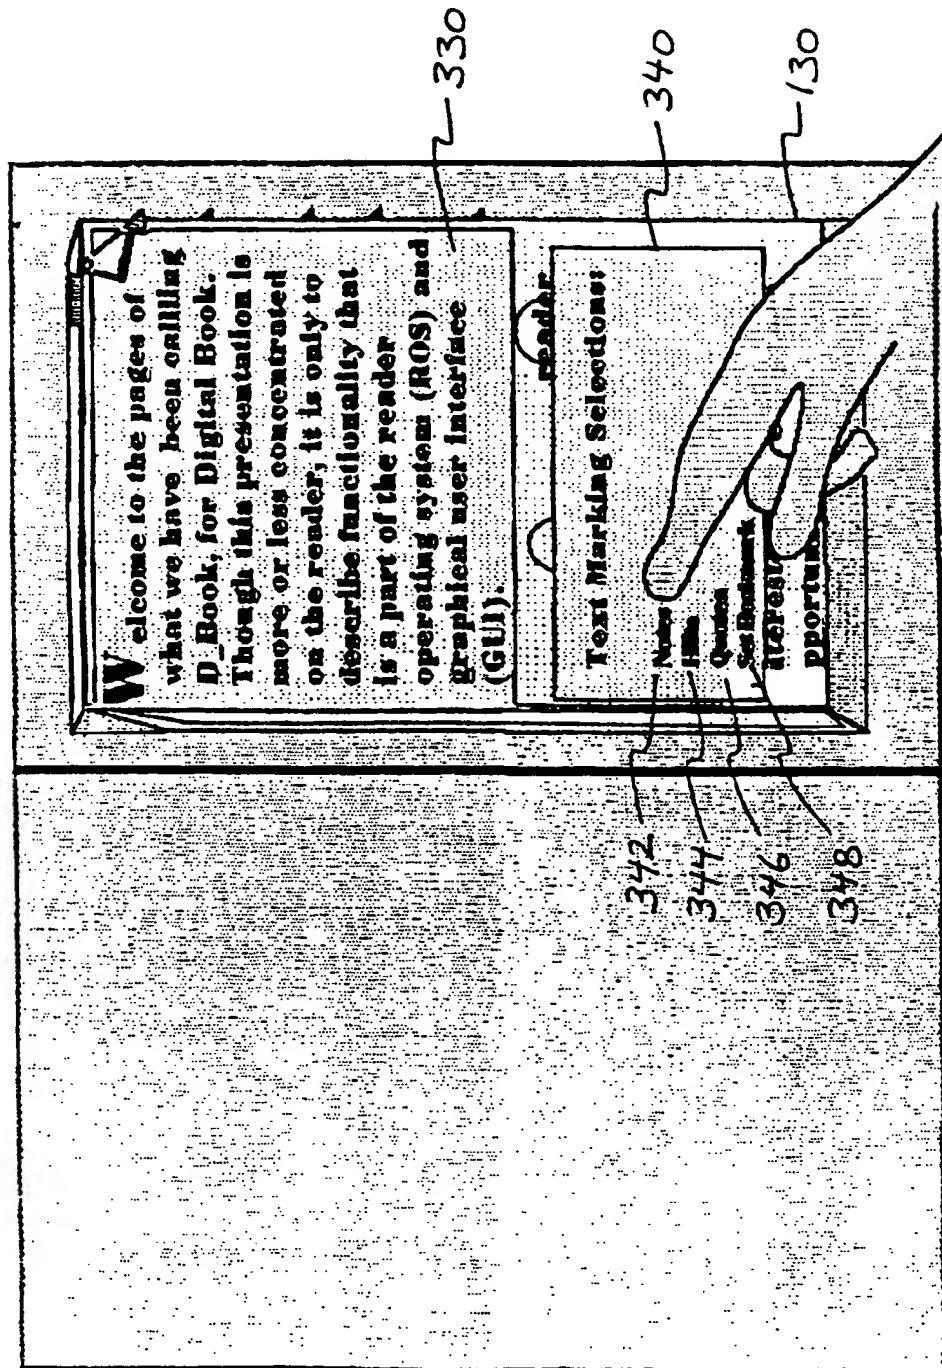 Welcome to the pages of
what we have been callling
D_Book, for Digital Book.
Though this presentation is
more or less concentrated
on the reader, it is only to
describe functionality that
is a part of the reader
operating system (ROS) and
graphical user interface
(GUI).
330
reader
Text Marking Selections:
340
342
Notes
344
346
Quotes
348
Set Bookmark
pportun
130